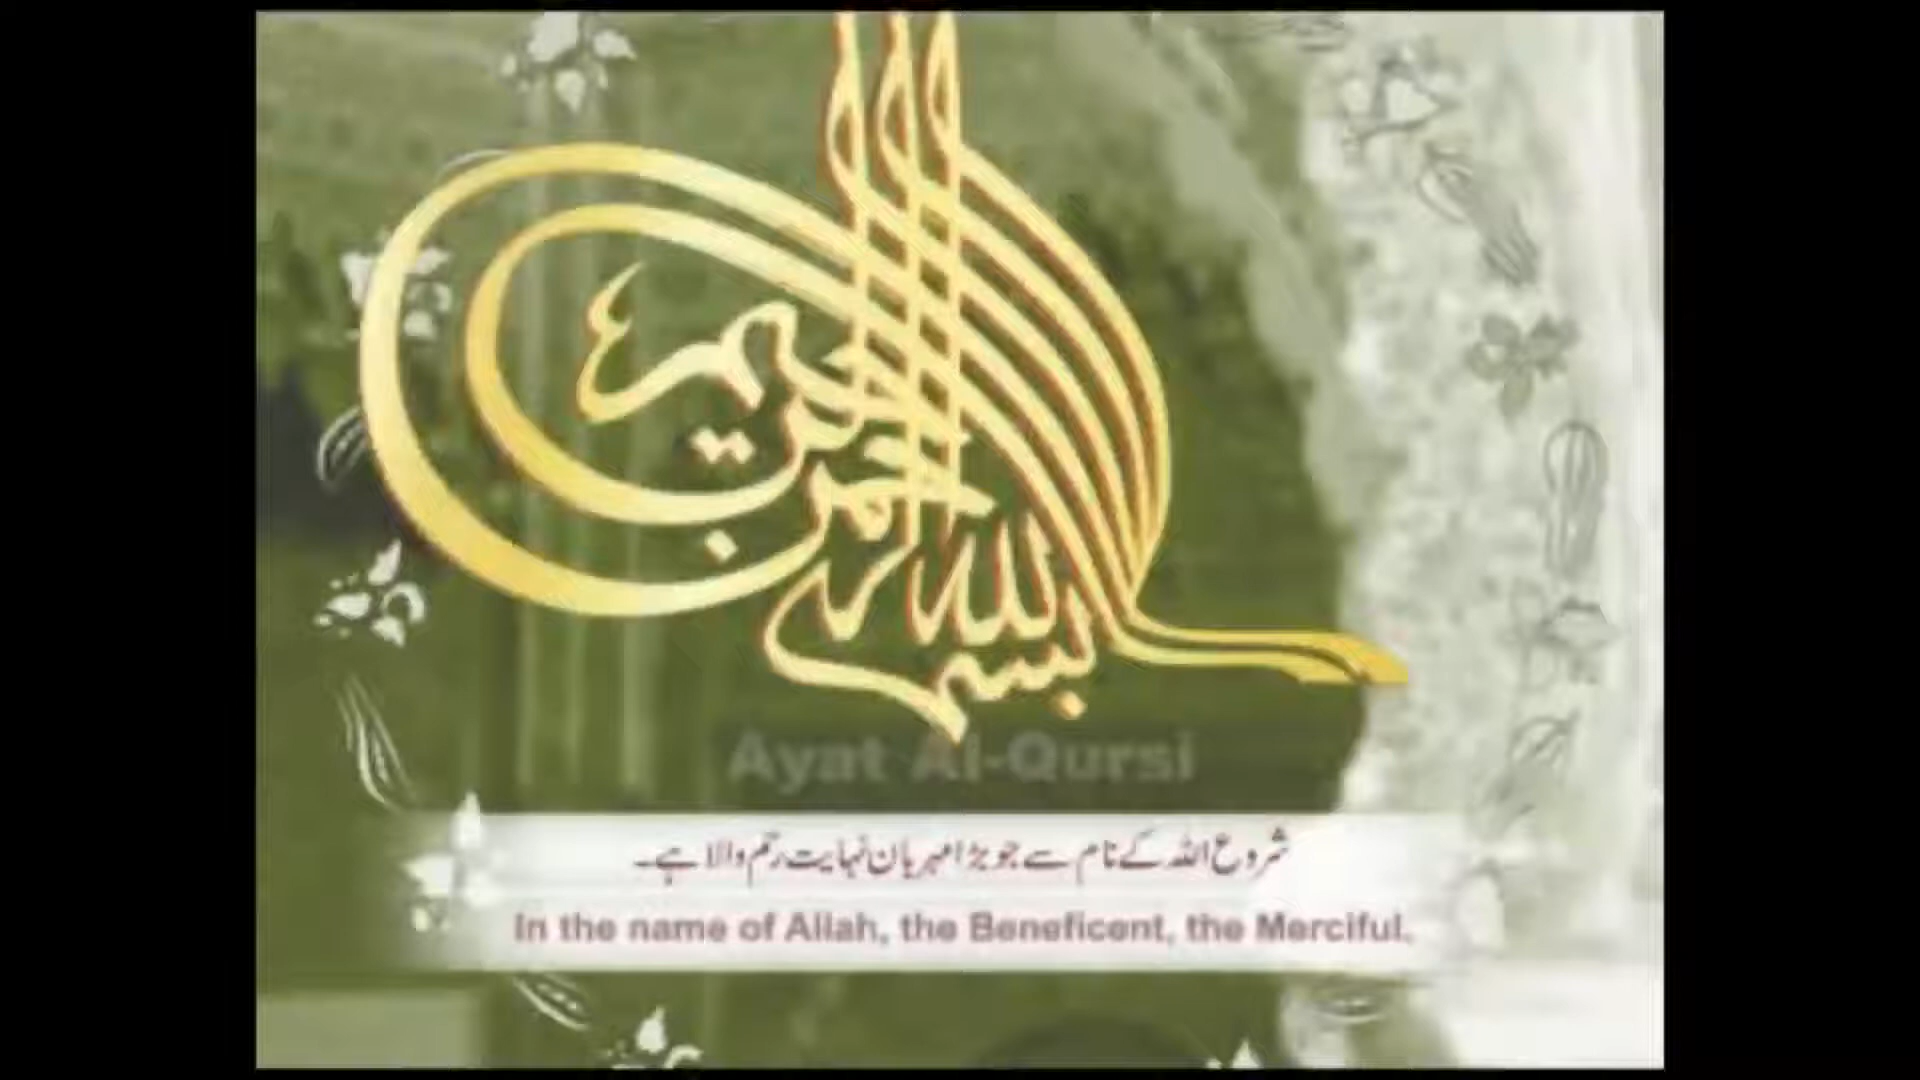 بسم الله الرحمن الرحيم
Ayat Al-Qursi
شروع اللہ کے نام سے جو بڑا مہربان نہایت رحم والا ہے۔
In the name of Allah, the Beneficent, the Merciful.